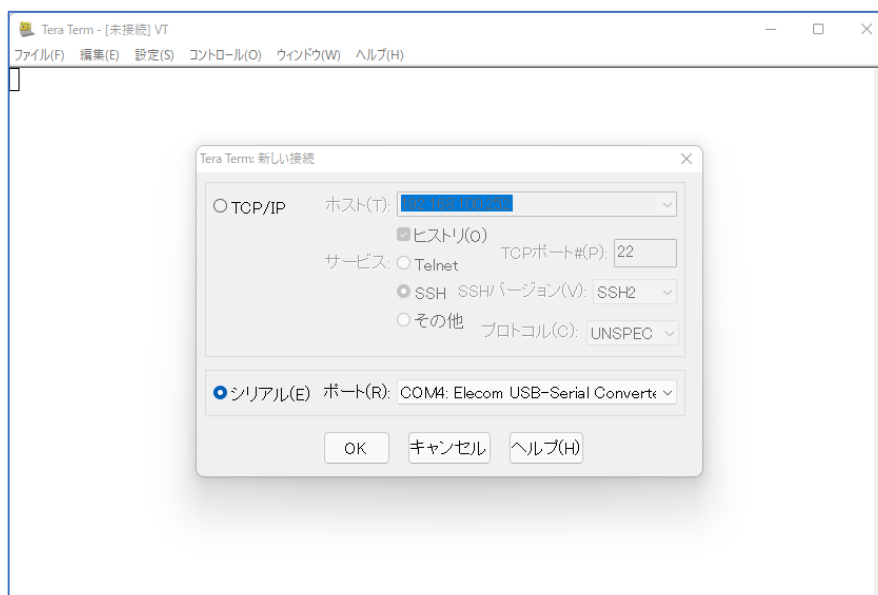 Tera Term - [未接続] VT
ファイル(F) 編集(E) 設定(S) コントロール(O) ウィンドウ(W) ヘルプ(H)
Tera Term: 新しい接続
TCP/IP ホスト(T): 192.168.100.252
ヒストリ(O)
サービス: Telnet TCPポート#(P): 22
SSH SSHバージョン(V): SSH2
その他 プロトコル(C): UNSPEC
シリアル(E) ポート(R): COM4: Elecom USB-Serial Converte
OK キャンセル ヘルプ(H)